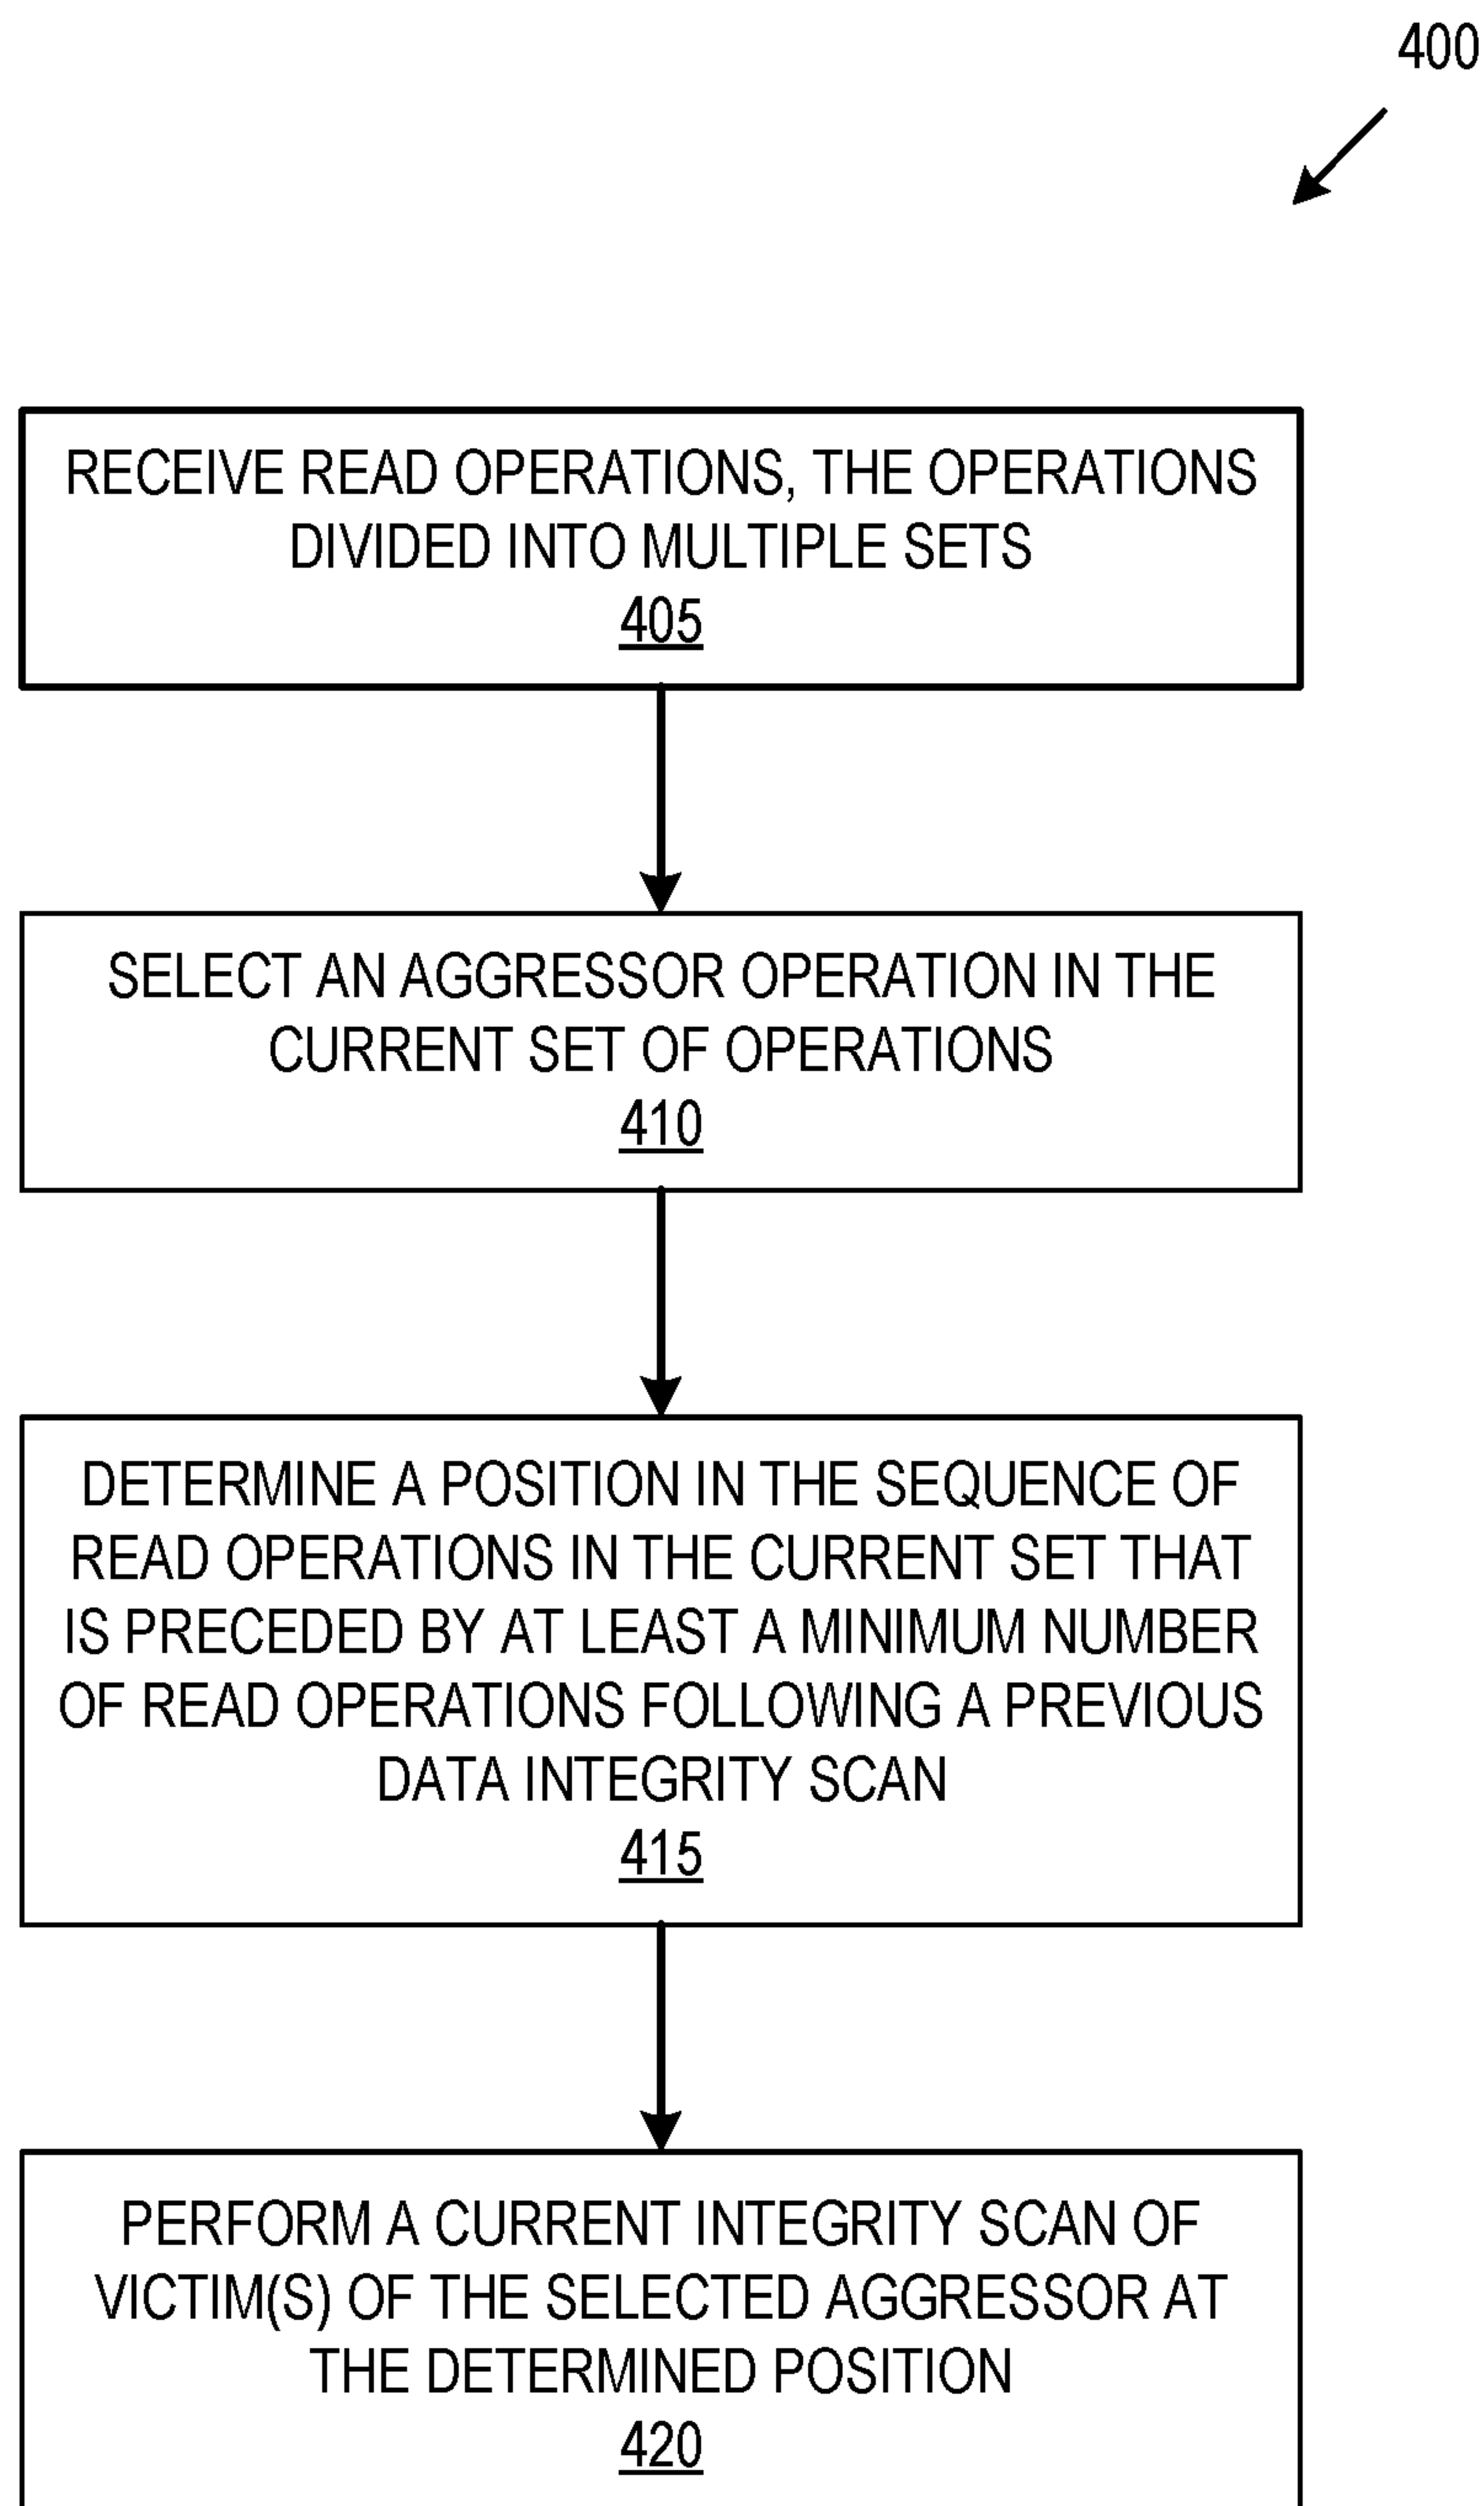 400
RECEIVE READ OPERATIONS, THE OPERATIONS
DIVIDED INTO MULTIPLE SETS
405
SELECT AN AGGRESSOR OPERATION IN THE
CURRENT SET OF OPERATIONS
410
DETERMINE A POSITION IN THE SEQUENCE OF
READ OPERATIONS IN THE CURRENT SET THAT
IS PRECEDED BY AT LEAST A MINIMUM NUMBER
OF READ OPERATIONS FOLLOWING A PREVIOUS
DATA INTEGRITY SCAN
415
PERFORM A CURRENT INTEGRITY SCAN OF
VICTIM(S) OF THE SELECTED AGGRESSOR AT
THE DETERMINED POSITION
420